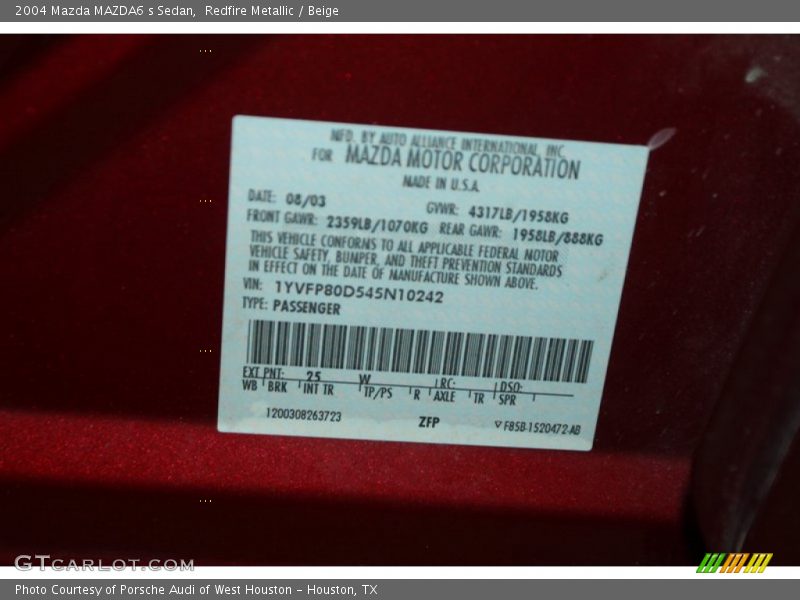 2004 Mazda MAZDA6 s Sedan,  Redfire Metallic / Beige
MFD. BY AUTO ALLIANCE INTERNATIONAL, INC.
FOR MAZDA MOTOR CORPORATION
MADE IN U.S.A.
DATE: 08/03 GVWR: 4317LB/1958KG
FRONT GAWR: 2359LB/1070KG REAR GAWR: 1958LB/888KG
THIS VEHICLE CONFORMS TO ALL APPLICABLE FEDERAL MOTOR
VEHICLE SAFETY, BUMPER, AND THEFT PREVENTION STANDARDS
IN EFFECT ON THE DATE OF MANUFACTURE SHOWN ABOVE.
VIN: 1YVFP80D545N10242
TYPE: PASSENGER
EXT PNT: 25 W RC: DSO:
WB BRK INT TR TP/PS R AXLE TR SPR
1200308263723 ZFP F85B-1520472-AB
GTcarlot.com
Photo Courtesy of Porsche Audi of West Houston - Houston, TX